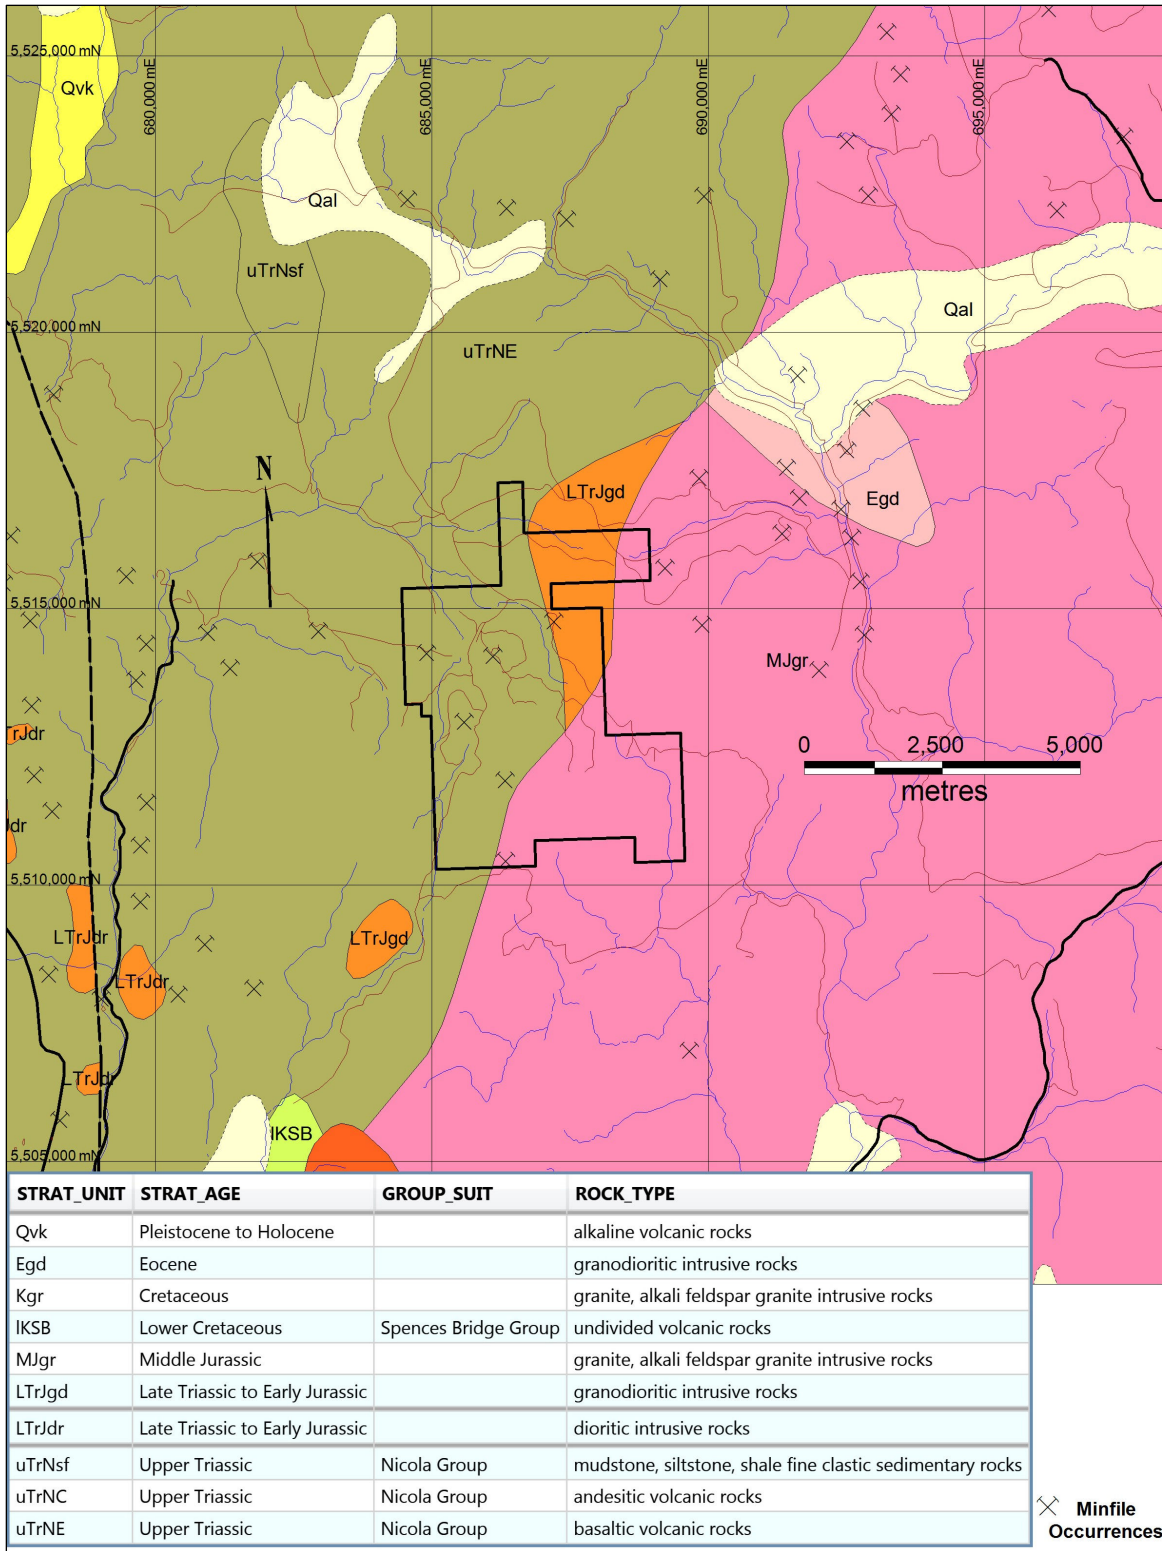 5,525,000 mN
680,000 mE
685,000 mE
690,000 mE
695,000 mE
Qvk
Qal
uTrNsf
Qal
5,520,000 mN
uTrNE
N
LTrJgd
Egd
5,515,000 mN
MJgr
TrJdr
0 2,500 5,000
metres
Jdr
5,510,000 mN
LTrJdr
LTrJgd
LTrJdr
LTrJdr
lKSB
5,505,000 mN
STRAT_UNIT STRAT_AGE GROUP_SUIT ROCK_TYPE
Qvk Pleistocene to Holocene alkaline volcanic rocks
Egd Eocene granodioritic intrusive rocks
Kgr Cretaceous granite, alkali feldspar granite intrusive rocks
lKSB Lower Cretaceous Spences Bridge Group undivided volcanic rocks
MJgr Middle Jurassic granite, alkali feldspar granite intrusive rocks
LTrJgd Late Triassic to Early Jurassic granodioritic intrusive rocks
LTrJdr Late Triassic to Early Jurassic dioritic intrusive rocks
uTrNsf Upper Triassic Nicola Group mudstone, siltstone, shale fine clastic sedimentary rocks
uTrNC Upper Triassic Nicola Group andesitic volcanic rocks
uTrNE Upper Triassic Nicola Group basaltic volcanic rocks
Minfile
Occurrences